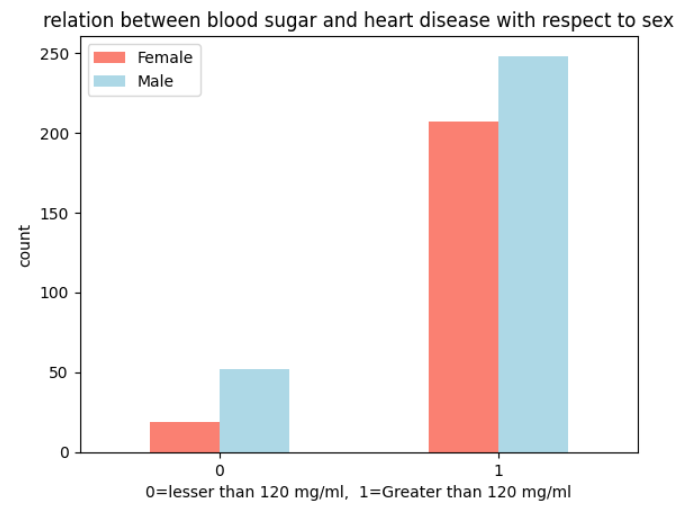 relation between blood sugar and heart disease with respect to sex
Female
Male
250
200
150
100
50
0
count
0
1
0=lesser than 120 mg/ml,  1=Greater than 120 mg/ml